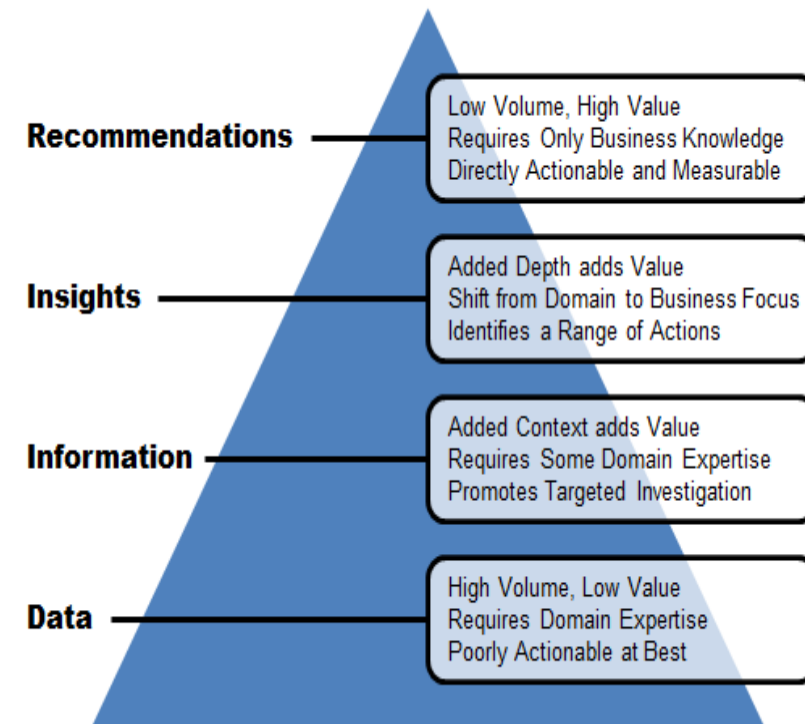 Recommendations
Low Volume, High Value
Requires Only Business Knowledge
Directly Actionable and Measurable
Insights
Added Depth adds Value
Shift from Domain to Business Focus
Identifies a Range of Actions
Information
Added Context adds Value
Requires Some Domain Expertise
Promotes Targeted Investigation
Data
High Volume, Low Value
Requires Domain Expertise
Poorly Actionable at Best